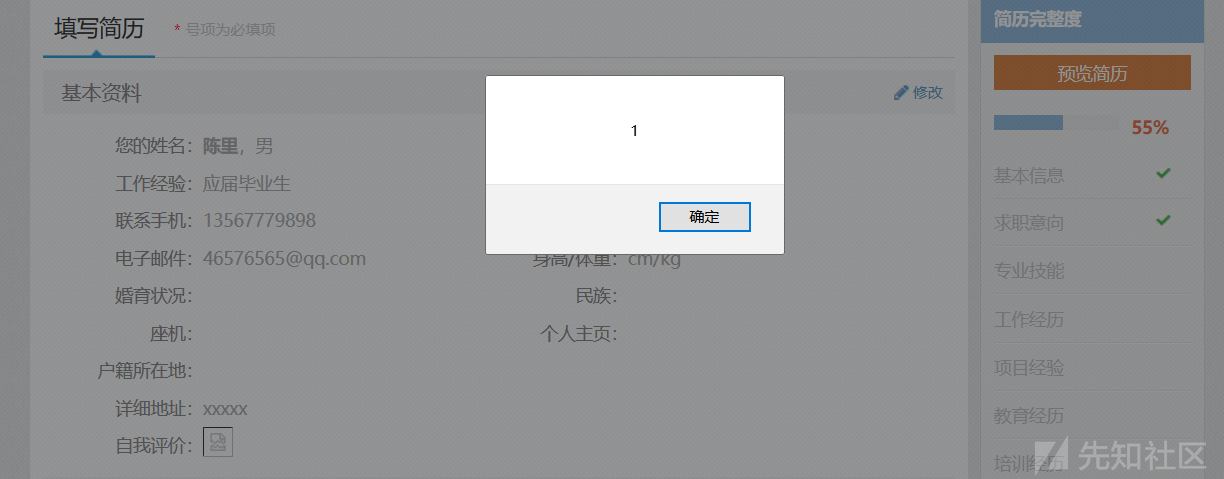 填写简历 * 号项为必填项
基本资料 修改
您的姓名：陈里，男
工作经验：应届毕业生
联系手机：13567779898
电子邮件：46576565@qq.com 身高/体重：cm/kg
婚育状况： 民族：
座机： 个人主页：
户籍所在地：
详细地址：xxxxx
自我评价：
1
确定
简历完整度
预览简历
55%
基本信息
求职意向
专业技能
工作经历
项目经验
教育经历
培训经历
先知社区